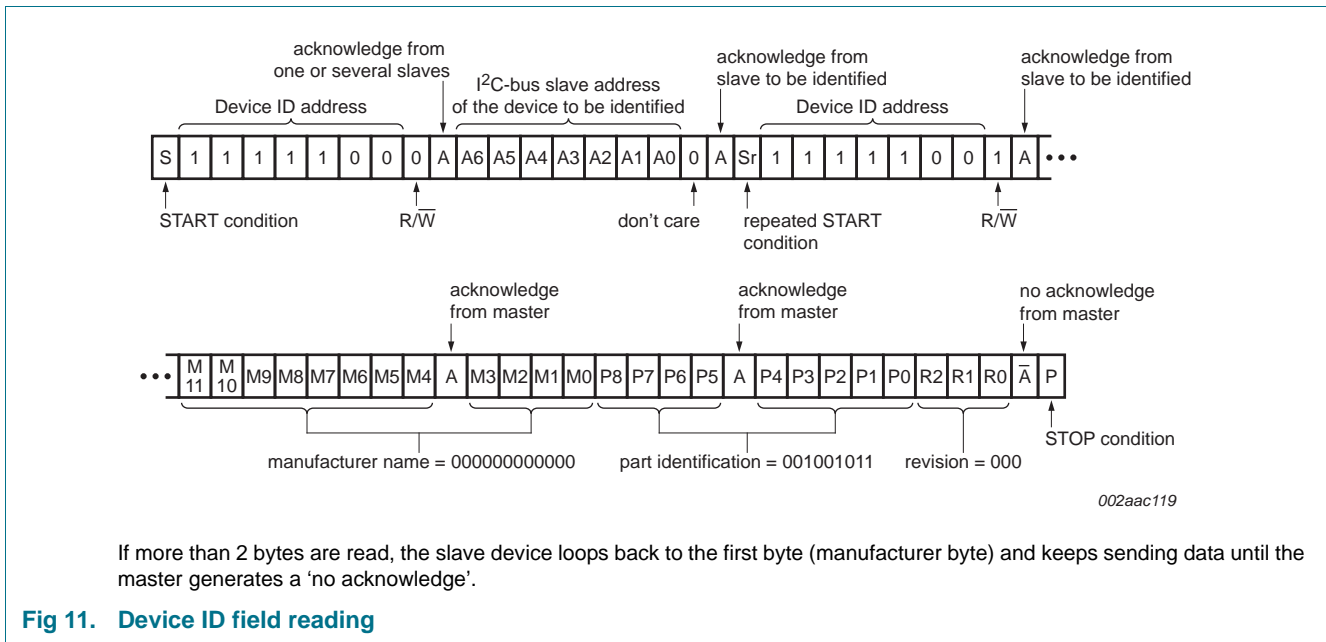 acknowledge from
one or several slaves
I2C-bus slave address
of the device to be identified
acknowledge from
slave to be identified
acknowledge from
slave to be identified
Device ID address
Device ID address
S 1 1 1 1 1 0 0 0 A A6 A5 A4 A3 A2 A1 A0 0 A Sr 1 1 1 1 1 0 0 1 A •••
START condition
R/W̅
don't care
repeated START
condition
R/W̅
acknowledge
from master
acknowledge
from master
no acknowledge
from master
••• M11 M10 M9 M8 M7 M6 M5 M4 A M3 M2 M1 M0 P8 P7 P6 P5 A P4 P3 P2 P1 P0 R2 R1 R0 A̅ P
STOP condition
manufacturer name = 000000000000
part identification = 001001011
revision = 000
002aac119
If more than 2 bytes are read, the slave device loops back to the first byte (manufacturer byte) and keeps sending data until the
master generates a ‘no acknowledge’.
Fig 11. Device ID field reading